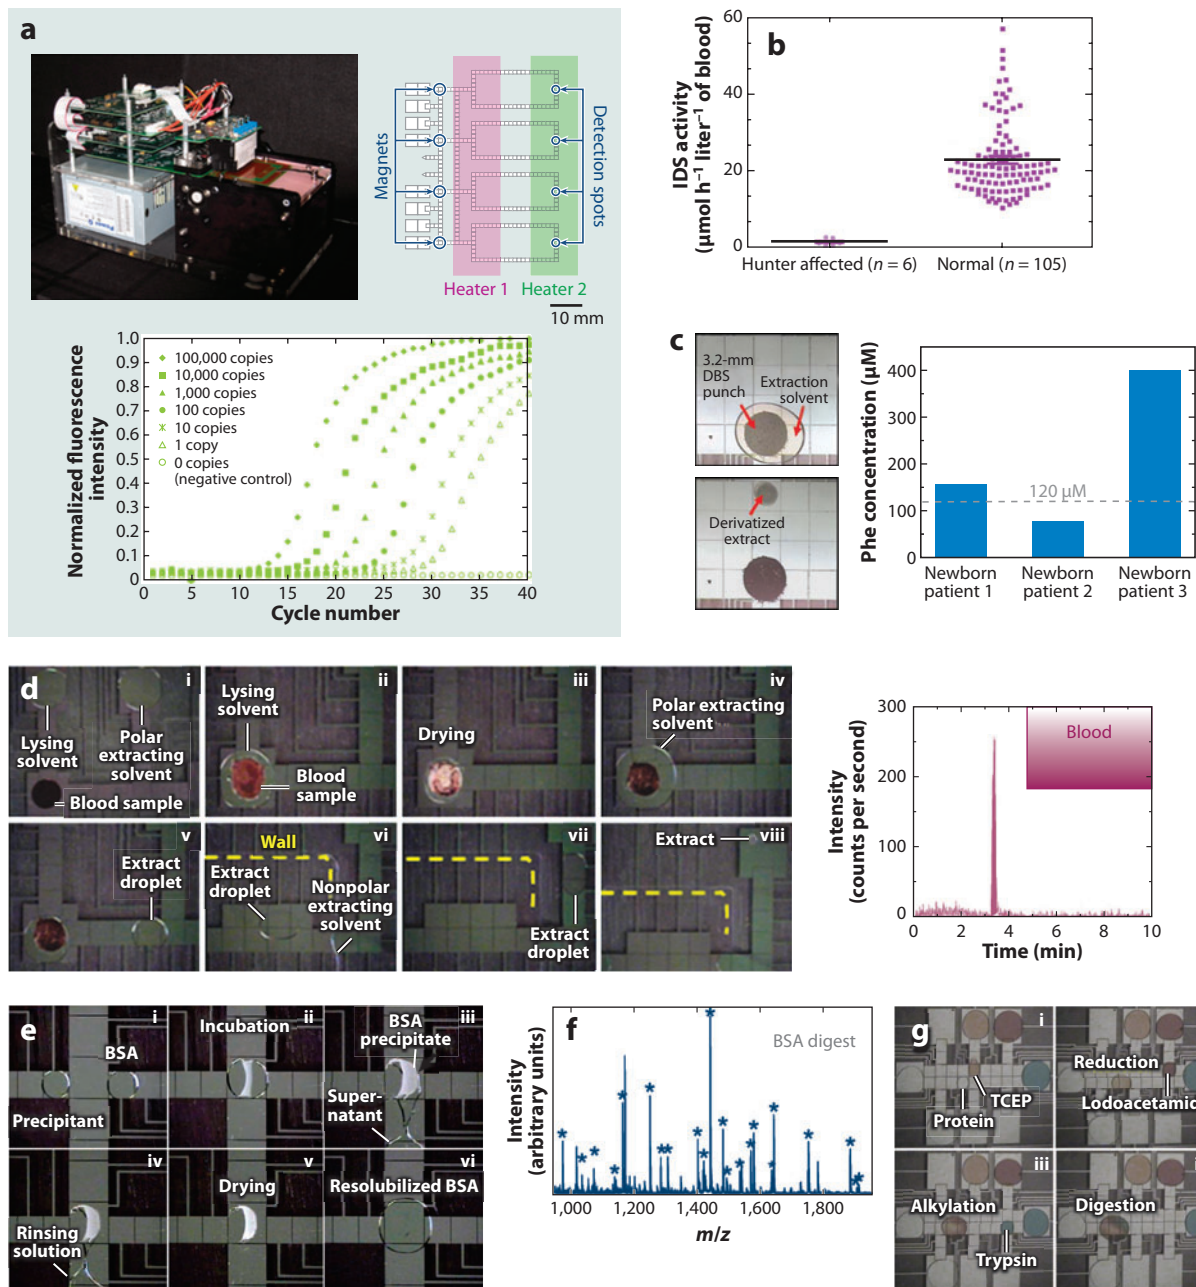 a
Magnets
Detection spots
Heater 1
Heater 2
10 mm
Normalized fluorescence
intensity
1.0
0.9
0.8
0.7
0.6
0.5
0.4
0.3
0.2
0.1
0
100,000 copies
10,000 copies
1,000 copies
100 copies
10 copies
1 copy
0 copies
(negative control)
0
5
10
15
20
25
30
35
40
Cycle number
b
IDS activity
(µmol h⁻¹ liter⁻¹ of blood)
60
40
20
0
Hunter affected (n = 6)
Normal (n = 105)
c
3.2-mm
DBS
punch
Extraction
solvent
Derivatized
extract
Phe concentration (µM)
400
300
200
100
0
120 µM
Newborn
patient 1
Newborn
patient 2
Newborn
patient 3
d
i
Lysing
solvent
Polar
extracting
solvent
Blood sample
ii
Lysing
solvent
Blood
sample
iii
Drying
iv
Polar extracting
solvent
v
Extract
droplet
vi
Wall
Extract
droplet
Nonpolar
extracting
solvent
vii
Extract
droplet
viii
Extract
Intensity
(counts per second)
300
200
100
0
Blood
0
2
4
6
8
10
Time (min)
e
i
BSA
Precipitant
ii
Incubation
iii
BSA
precipitate
Super-
natant
iv
Rinsing
solution
v
Drying
vi
Resolubilized BSA
f
BSA digest
Intensity
(arbitrary units)
1,000
1,200
1,400
1,600
1,800
m/z
g
i
TCEP
Protein
Reduction
Lodoacetamid
iii
Alkylation
Trypsin
Digestion